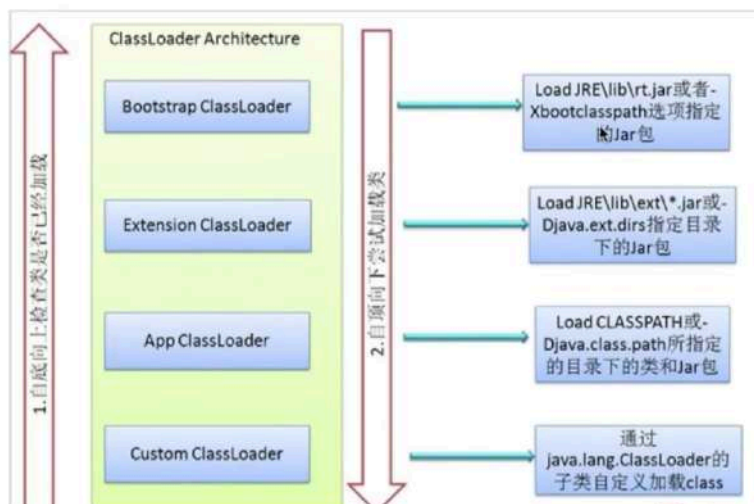 ClassLoader Architecture
Bootstrap ClassLoader
Extension ClassLoader
App ClassLoader
Custom ClassLoader
1.自底向上检查类是否已经加载
2.自顶向下尝试加载类
Load JRE\lib\rt.jar或者-
Xbootclasspath选项指定
的Jar包
Load JRE\lib\ext\*.jar或-
Djava.ext.dirs指定目录
下的Jar包
Load CLASSPATH或-
Djava.class.path所指定
的目录下的类和Jar包
通过
java.lang.ClassLoader的
子类自定义加载class